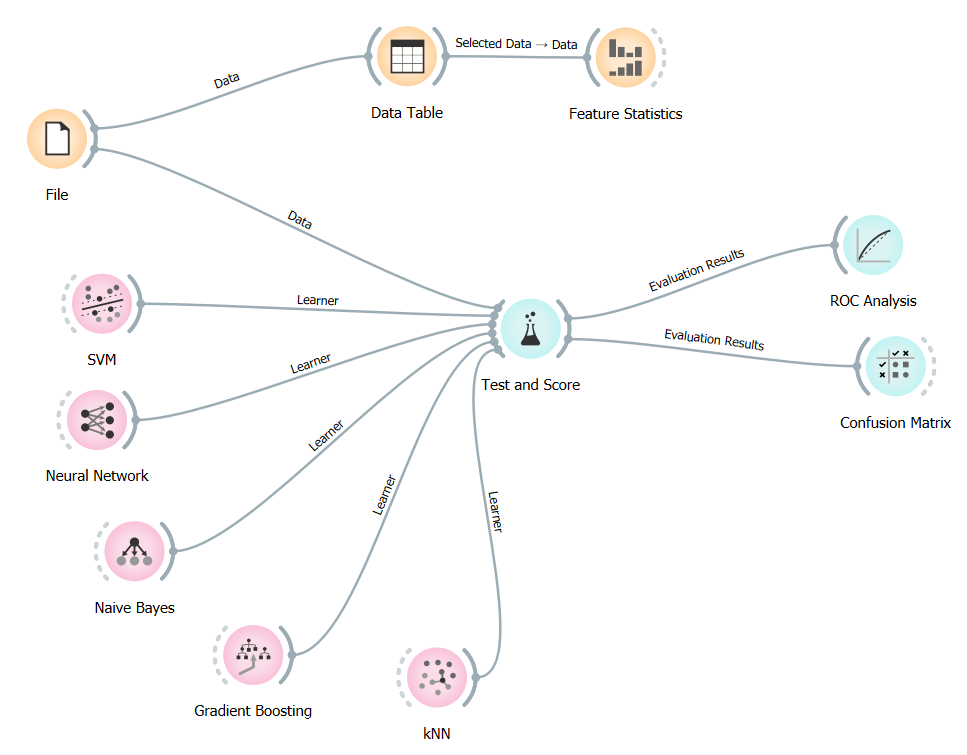 Selected Data → Data
Data
Data Table
Feature Statistics
File
Data
Evaluation Results
ROC Analysis
SVM
Learner
Test and Score
Evaluation Results
Confusion Matrix
Learner
Neural Network
Learner
Naive Bayes
Learner
Learner
Gradient Boosting
kNN